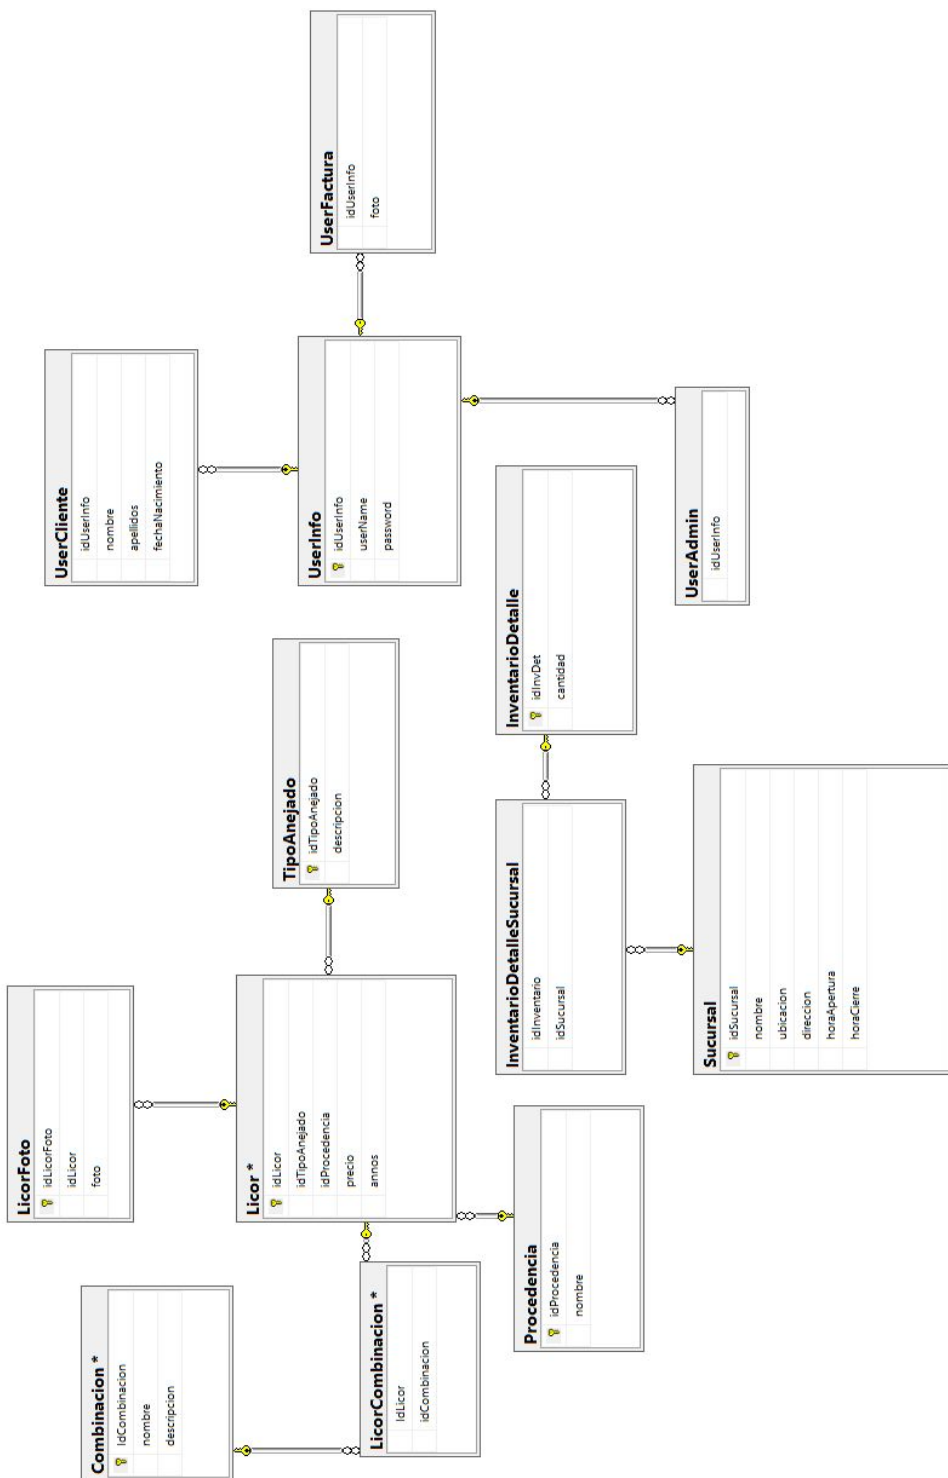 Combinacion *
IdCombinacion
nombre
descripcion
LicorFoto
idLicorFoto
idLicor
foto
UserCliente
idUserInfo
nombre
apellidos
fechaNacimiento
LicorCombinacion *
IdLicor
idCombinacion
Licor *
idLicor
idTipoAnejado
idProcedencia
precio
annos
TipoAnejado
idTipoAnejado
descripcion
UserInfo
idUserInfo
userName
password
UserFactura
idUserInfo
foto
Procedencia
idProcedencia
nombre
InventarioDetalleSucursal
idInventario
idSucursal
InventarioDetalle
idInvDet
cantidad
Sucursal
idSucursal
nombre
ubicacion
direccion
horaApertura
horaCierre
UserAdmin
idUserInfo